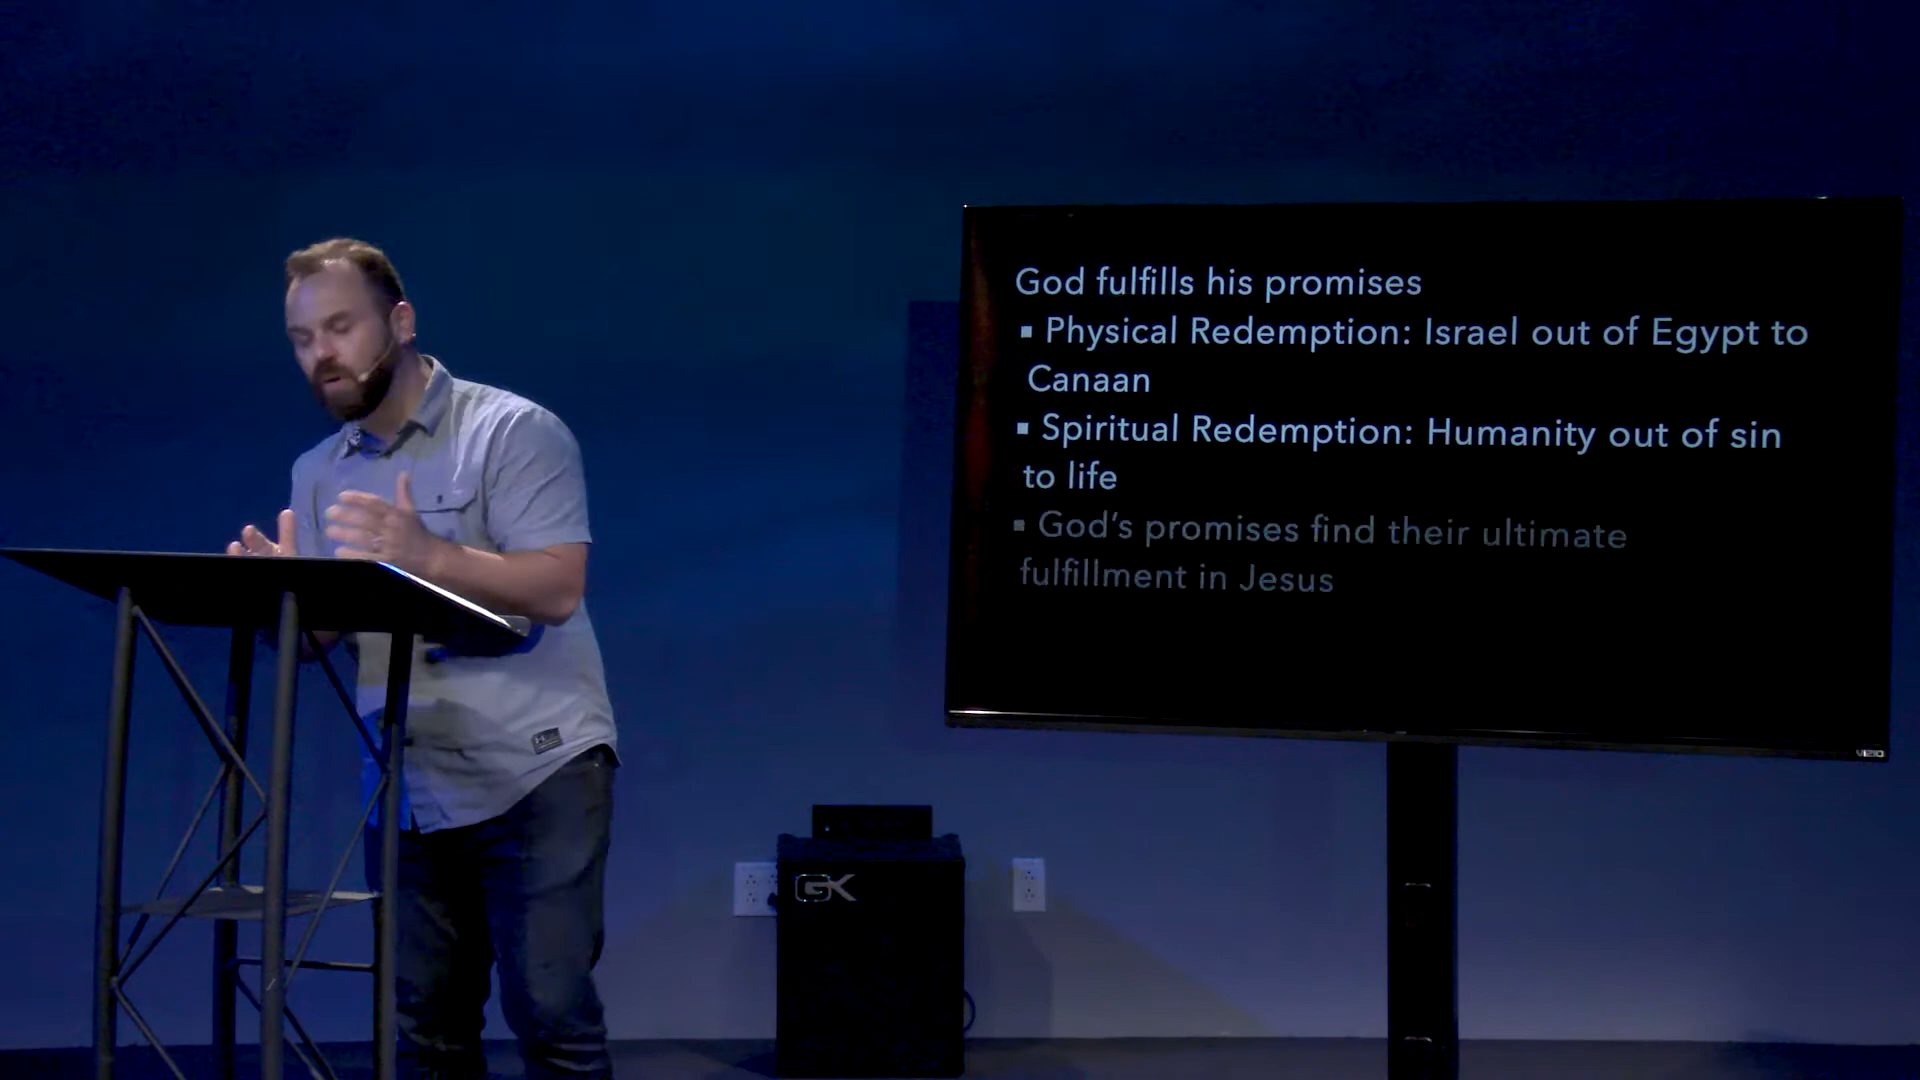 God fulfills his promises
▪ Physical Redemption: Israel out of Egypt to
Canaan
▪ Spiritual Redemption: Humanity out of sin
to life
▪ God's promises find their ultimate
fulfillment in Jesus
VIZIO
GK